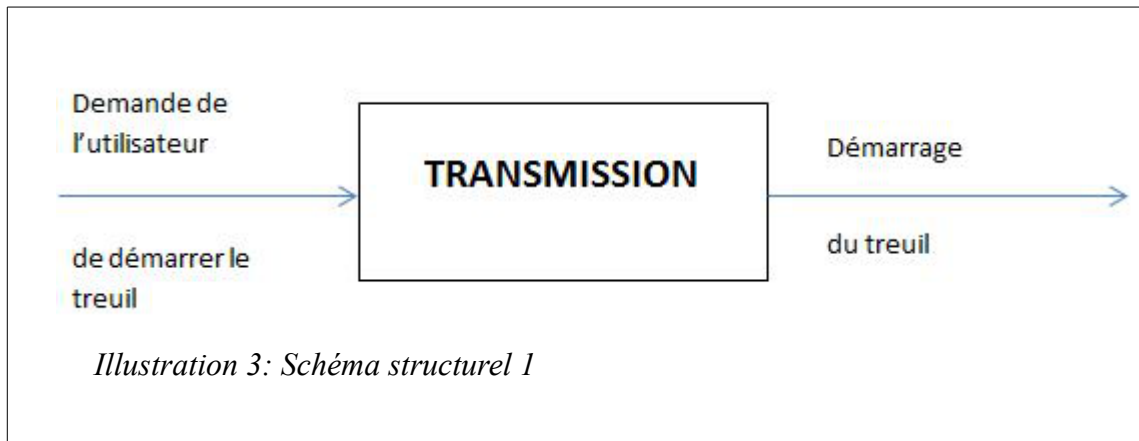 Demande de
l'utilisateur
de démarrer le
treuil
TRANSMISSION
Démarrage
du treuil
Illustration 3: Schéma structurel 1